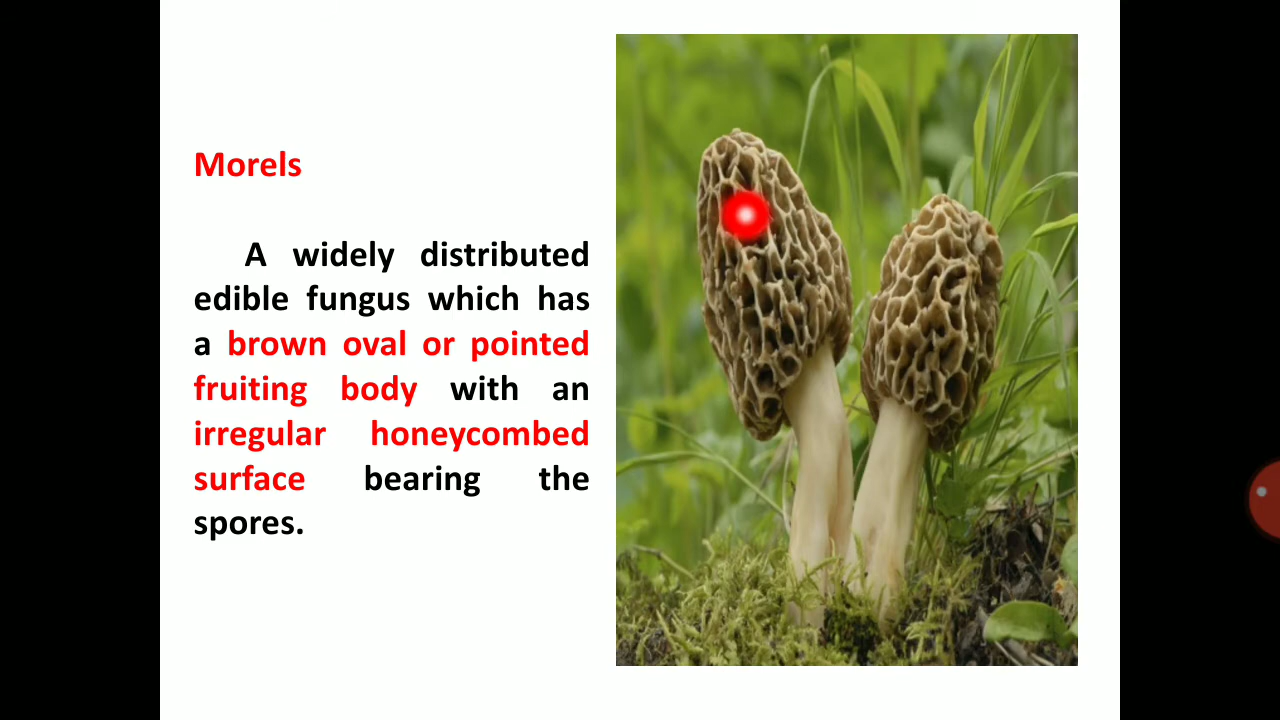 Morels
A widely distributed
edible fungus which has
a brown oval or pointed
fruiting body with an
irregular honeycombed
surface bearing the
spores.